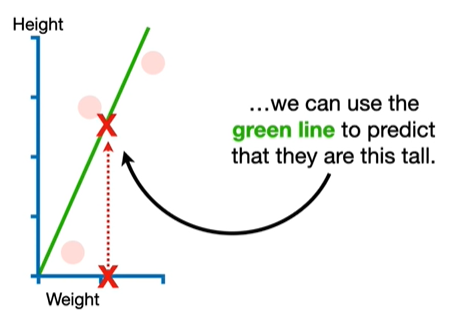 Height
...we can use the
green line to predict
that they are this tall.
X
X
Weight